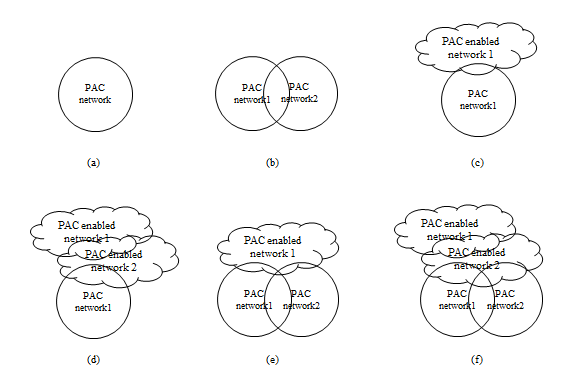 PAC
network
(a)
PAC
network1
PAC
network2
(b)
PAC enabled
network 1
PAC
network1
(c)
PAC enabled
network 1
PAC enabled
network 2
PAC
network1
(d)
PAC enabled
network 1
PAC
network1
PAC
network2
(e)
PAC enabled
network 1
PAC enabled
network 2
PAC
network1
PAC
network2
(f)